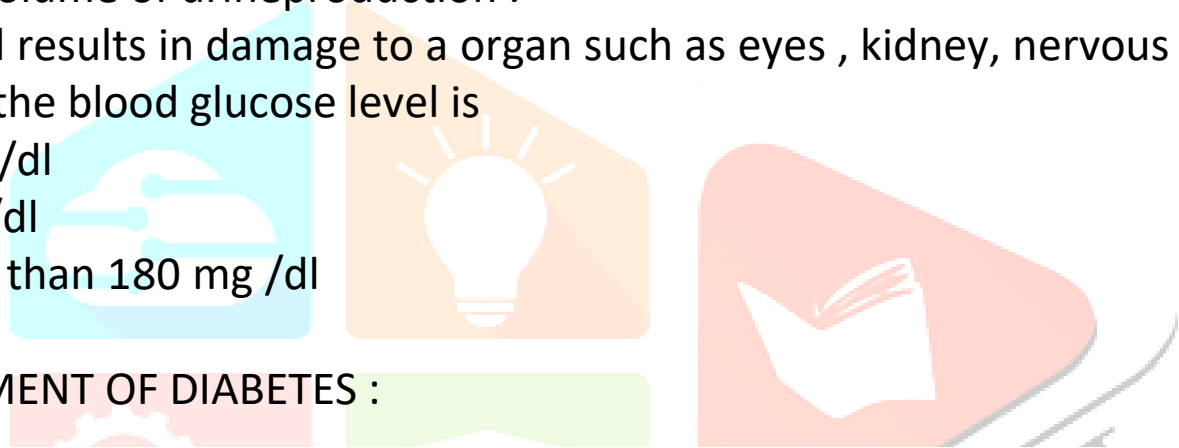 urineproduction :
l results in damage to a organ such as eyes , kidney, nervous
the blood glucose level is
/dl
/dl
than 180 mg /dl
MENT OF DIABETES :